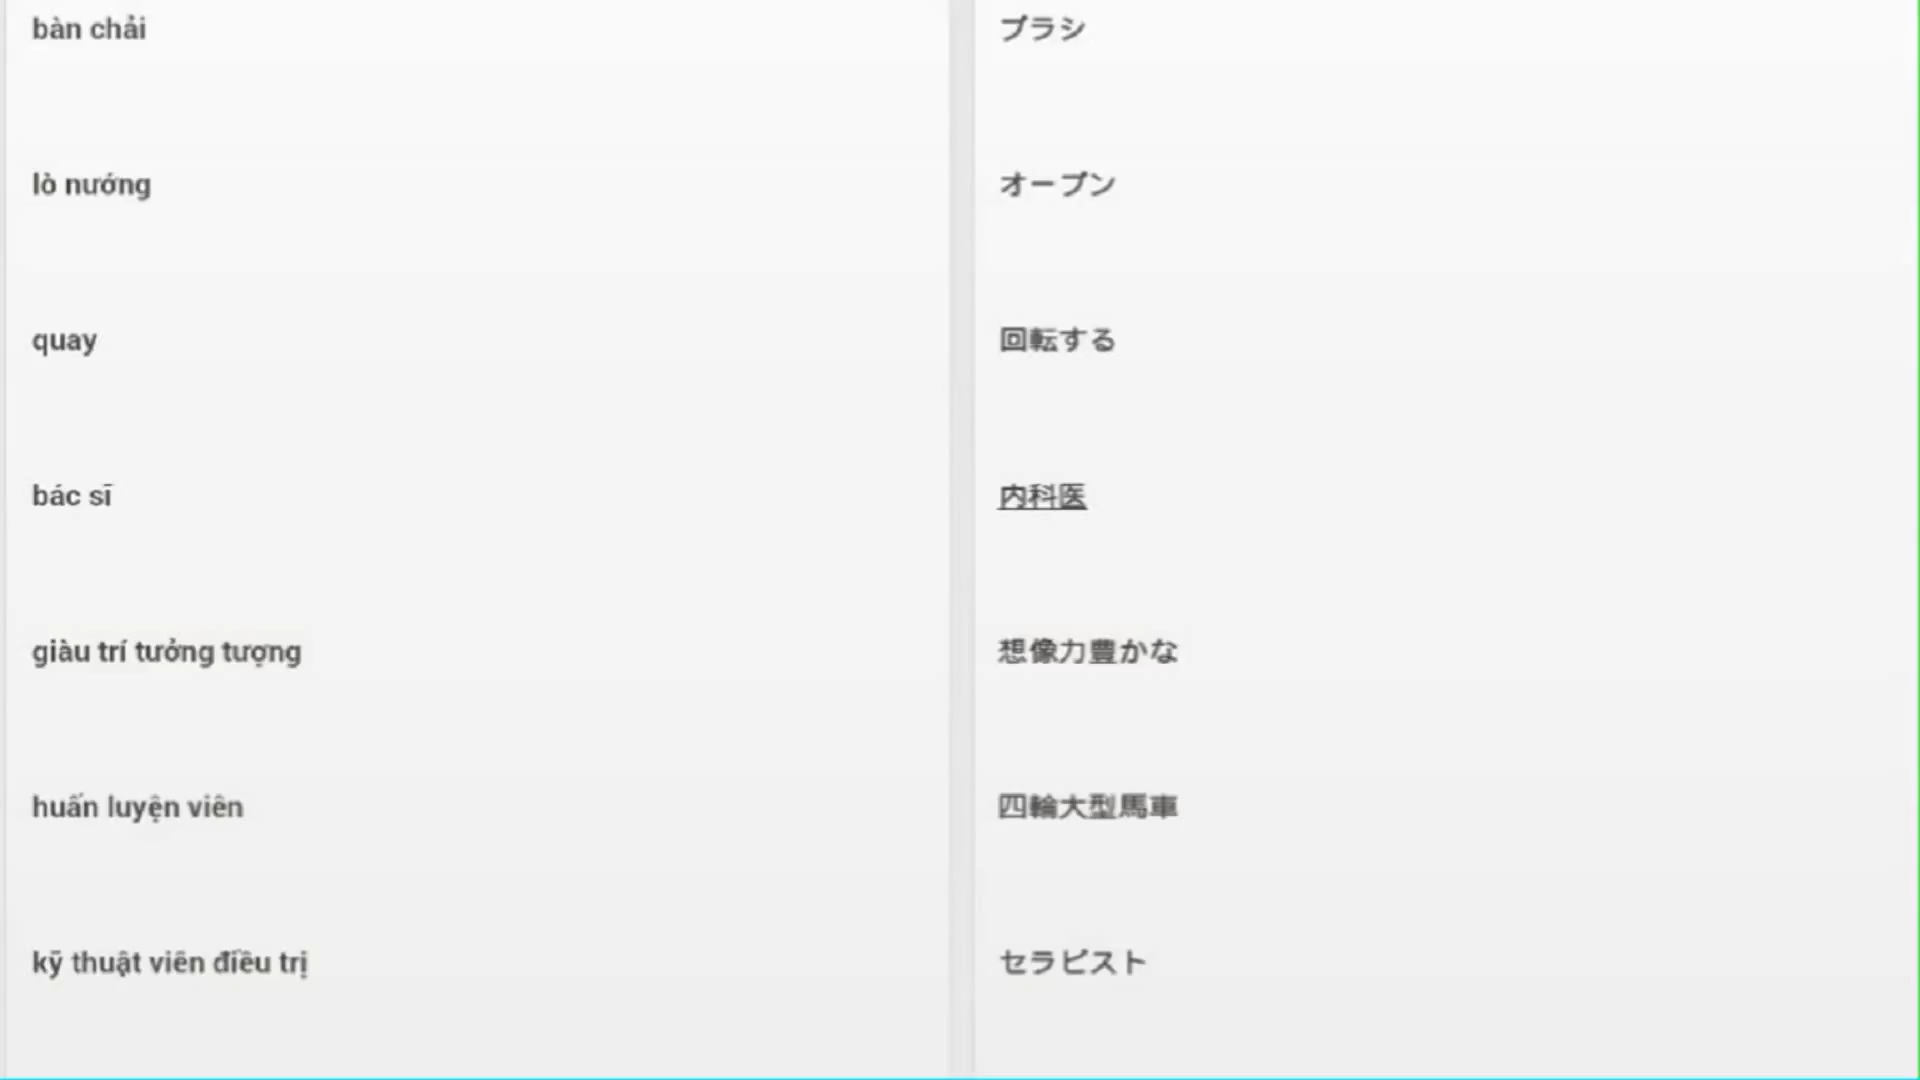 bàn chải
ブラシ
lò nướng
オーブン
quay
回転する
bác sĩ
内科医
giàu trí tưởng tượng
想像力豊かな
huấn luyện viên
四輪大型馬車
kỹ thuật viên điều trị
セラピスト